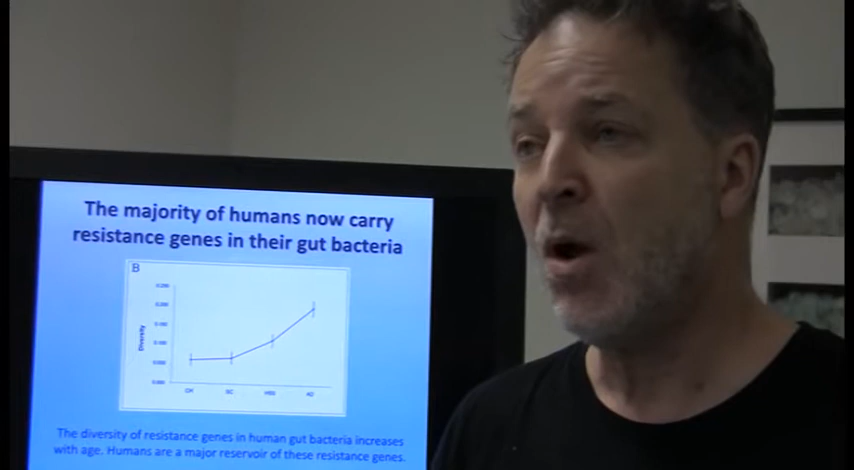 The majority of humans now carry
resistance genes in their gut bacteria
B
Diversity
The diversity of resistance genes in human gut bacteria increases
with age. Humans are a major reservoir of these resistance genes.